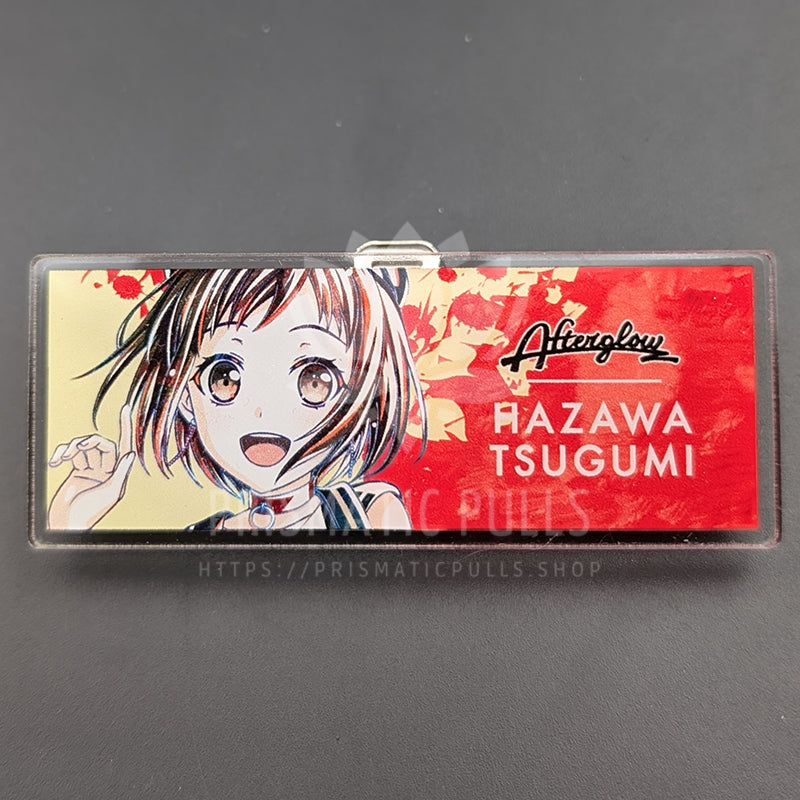 Afterglow
HAZAWA
TSUGUMI
PRISMATIC PULLS
HTTPS://PRISMATICPULLS.SHOP